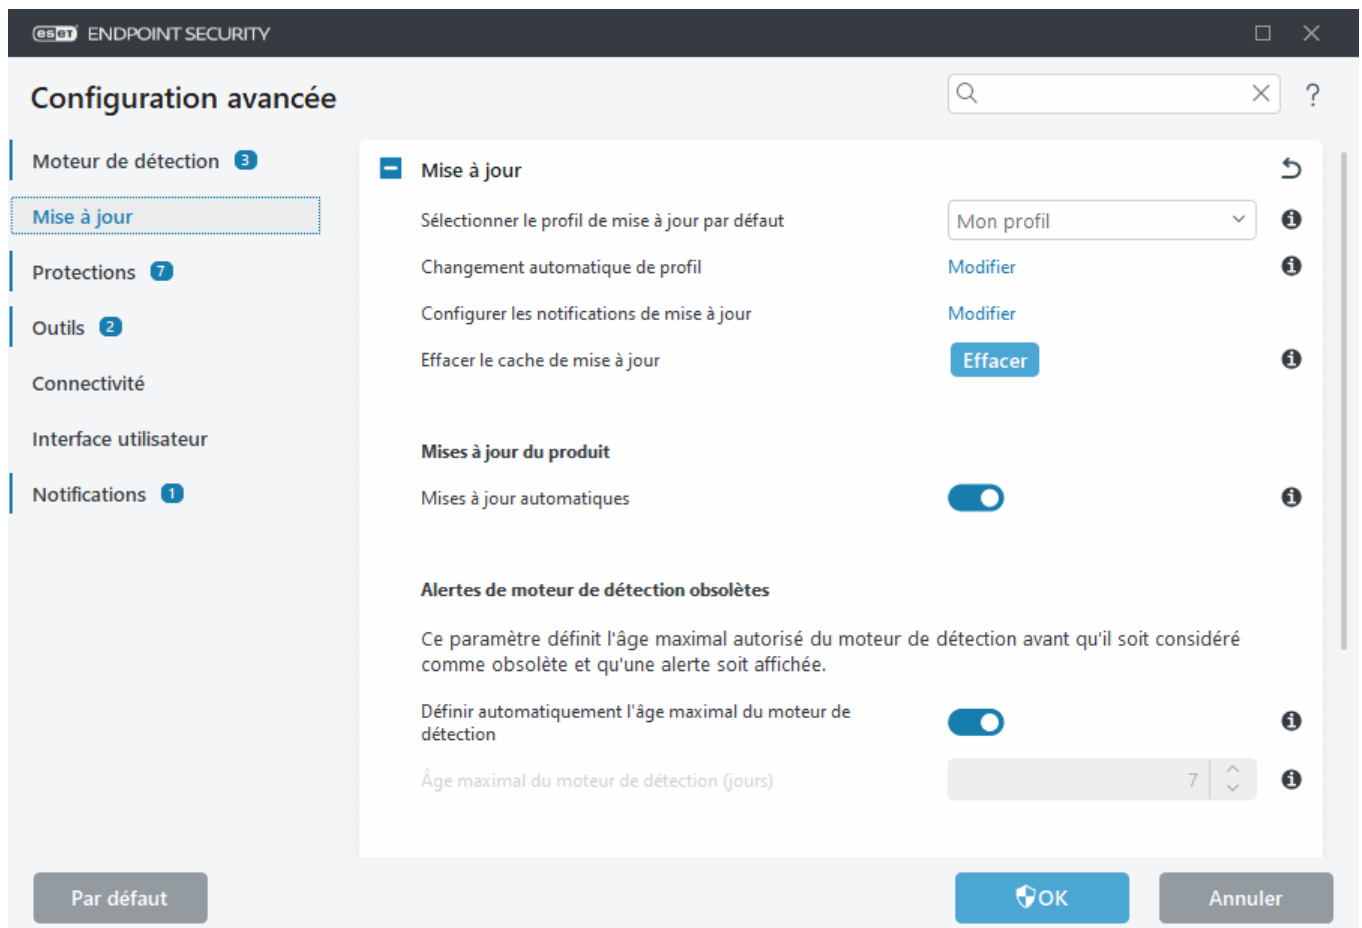 eset ENDPOINT SECURITY
Configuration avancée
?
Moteur de détection 3
Mise à jour
Protections 7
Outils 2
Connectivité
Interface utilisateur
Notifications 1
Mise à jour
Sélectionner le profil de mise à jour par défaut
Mon profil
Changement automatique de profil
Modifier
Configurer les notifications de mise à jour
Modifier
Effacer le cache de mise à jour
Effacer
Mises à jour du produit
Mises à jour automatiques
Alertes de moteur de détection obsolètes
Ce paramètre définit l'âge maximal autorisé du moteur de détection avant qu'il soit considéré
comme obsolète et qu'une alerte soit affichée.
Définir automatiquement l'âge maximal du moteur de
détection
Âge maximal du moteur de détection (jours)
7
Par défaut
OK
Annuler